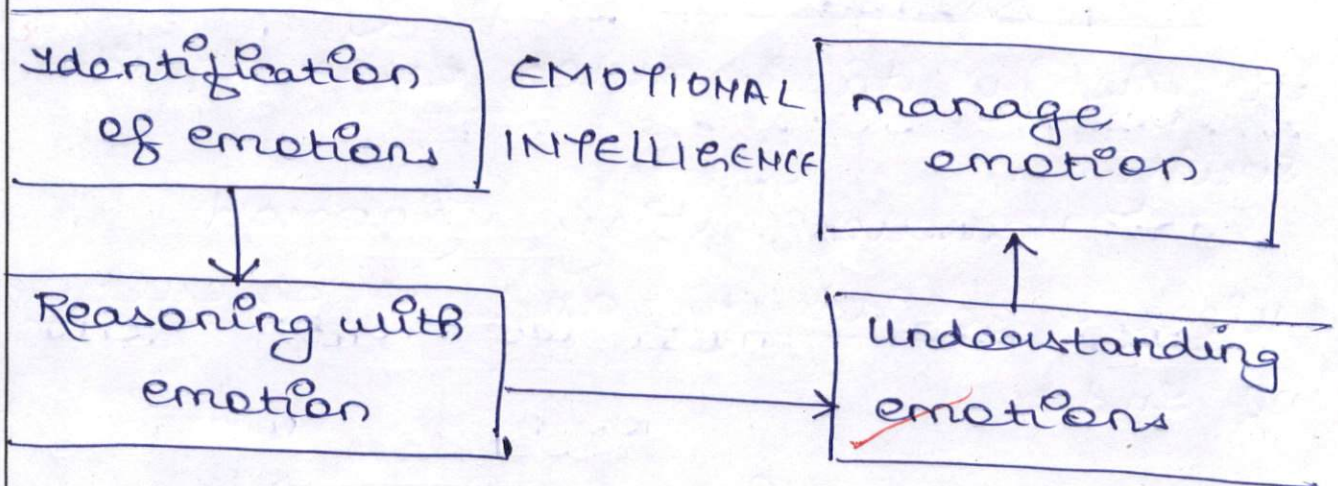 Identification
of emotions
EMOTIONAL
INTELLIGENCE
manage
emotion
Reasoning with
emotion
Understanding
emotions